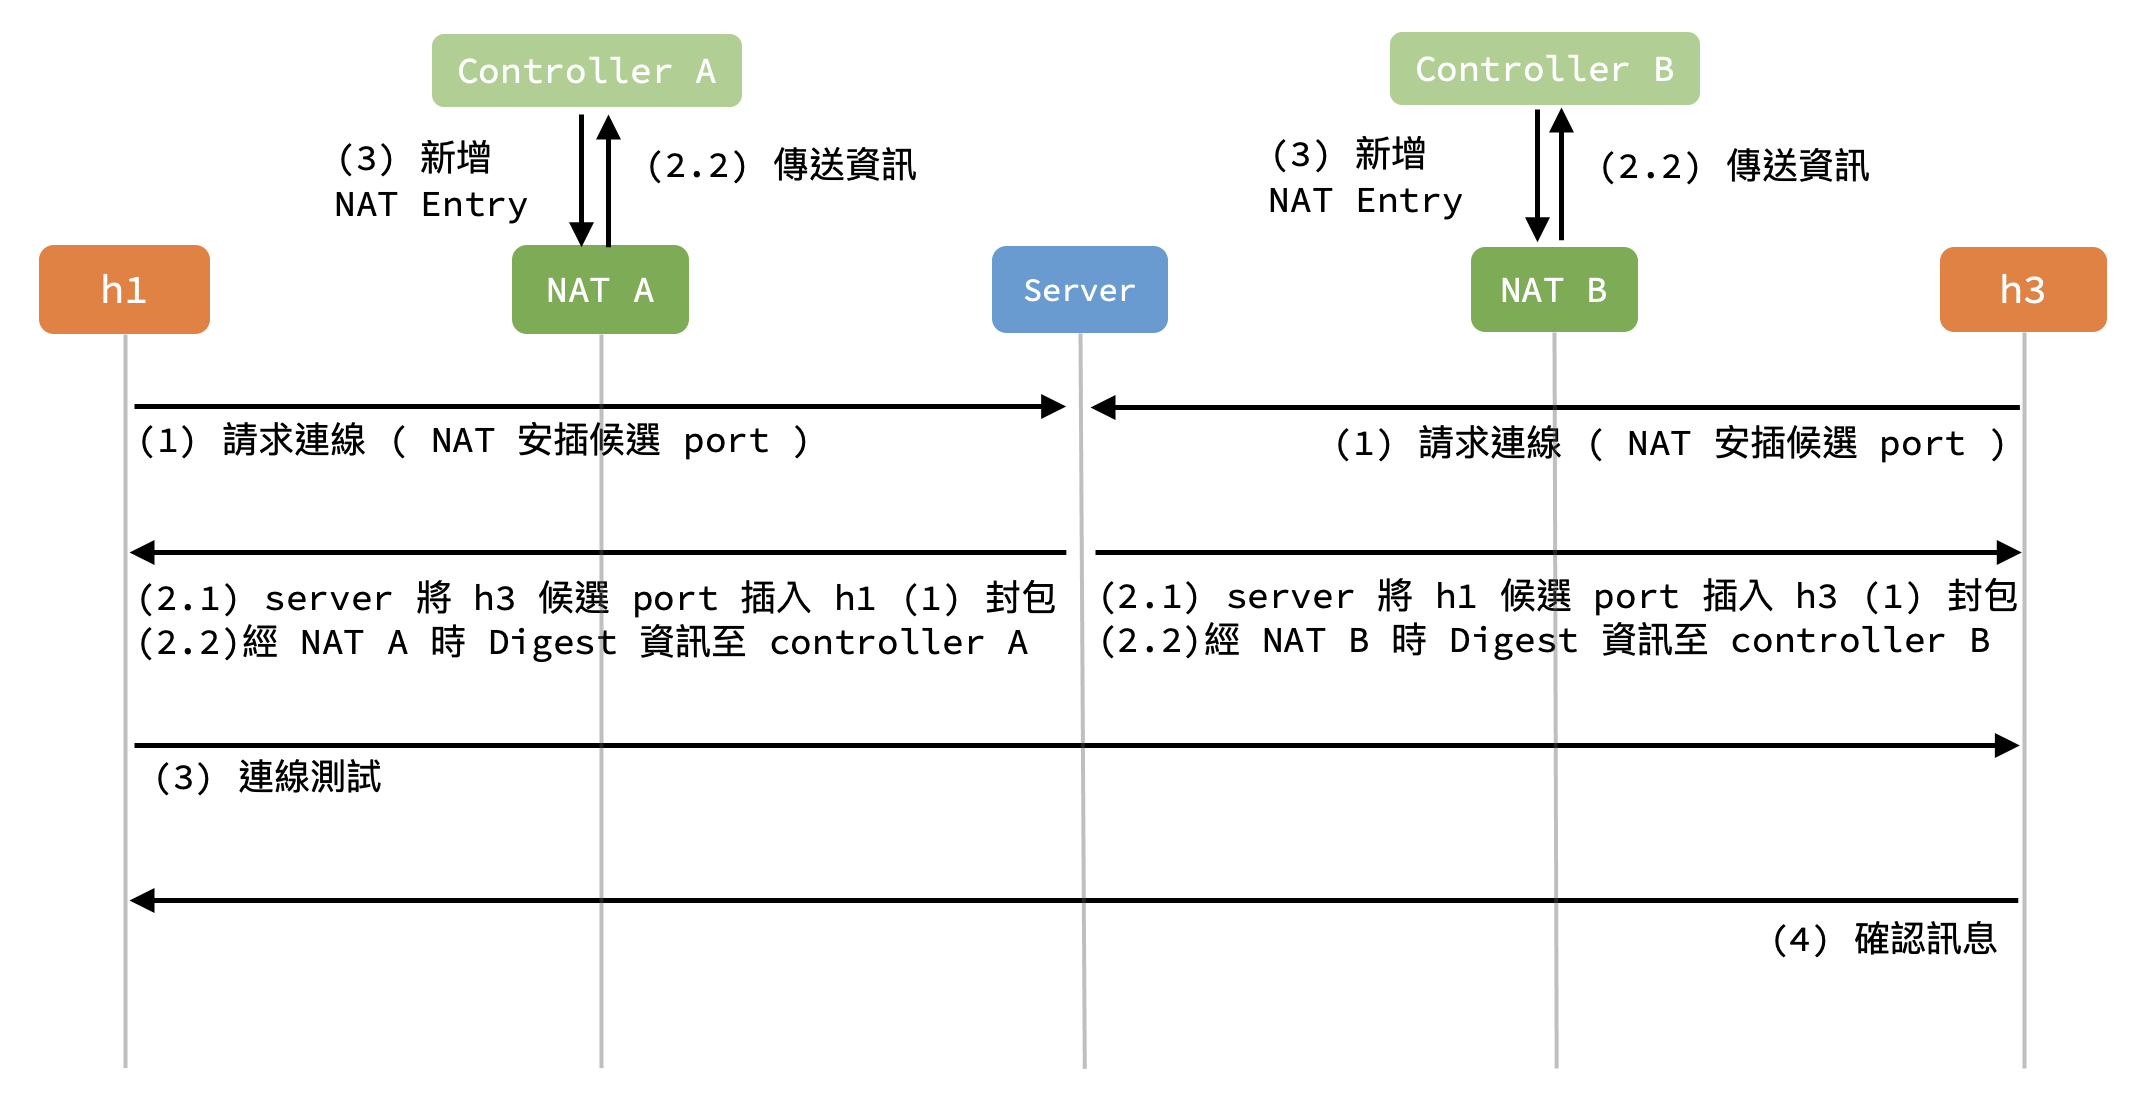 Controller A
Controller B
(3) 新增
NAT Entry
(2.2) 傳送資訊
(3) 新增
NAT Entry
(2.2) 傳送資訊
h1
NAT A
Server
NAT B
h3
(1) 請求連線 ( NAT 安插候選 port )
(1) 請求連線 ( NAT 安插候選 port )
(2.1) server 將 h3 候選 port 插入 h1 (1) 封包
(2.2)經 NAT A 時 Digest 資訊至 controller A
(2.1) server 將 h1 候選 port 插入 h3 (1) 封包
(2.2)經 NAT B 時 Digest 資訊至 controller B
(3) 連線測試
(4) 確認訊息